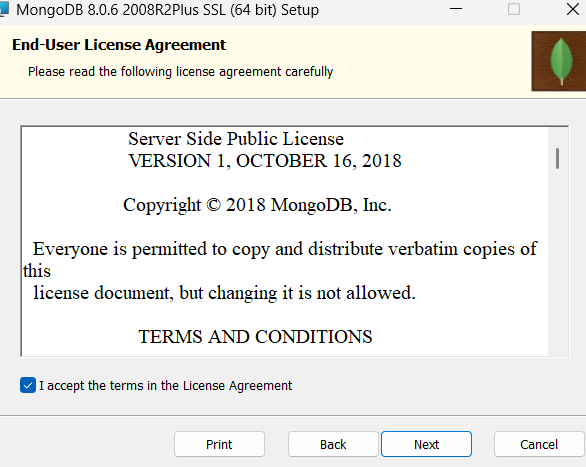 MongoDB 8.0.6 2008R2Plus SSL (64 bit) Setup
End-User License Agreement
Please read the following license agreement carefully
Server Side Public License
VERSION 1, OCTOBER 16, 2018
Copyright © 2018 MongoDB, Inc.
Everyone is permitted to copy and distribute verbatim copies of
this
license document, but changing it is not allowed.
TERMS AND CONDITIONS
I accept the terms in the License Agreement
Print
Back
Next
Cancel